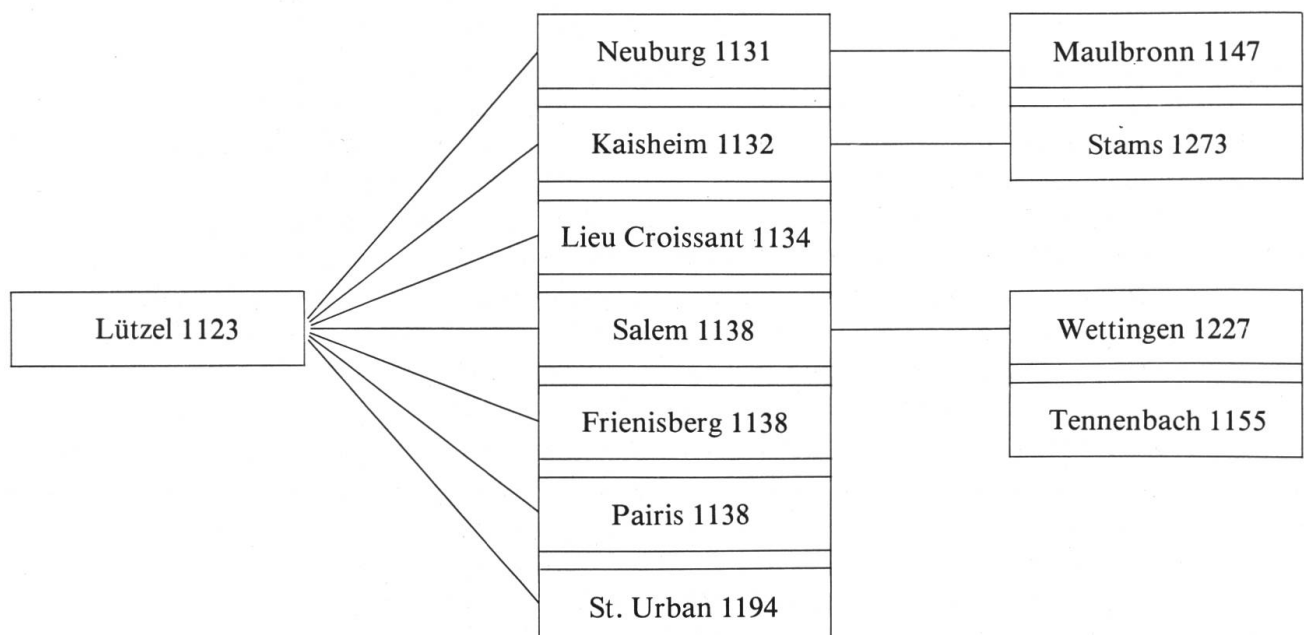 Neuburg 1131
Maulbronn 1147
Kaisheim 1132
Stams 1273
Lieu Croissant 1134
Lützel 1123
Salem 1138
Wettingen 1227
Frienisberg 1138
Tennenbach 1155
Pairis 1138
St. Urban 1194